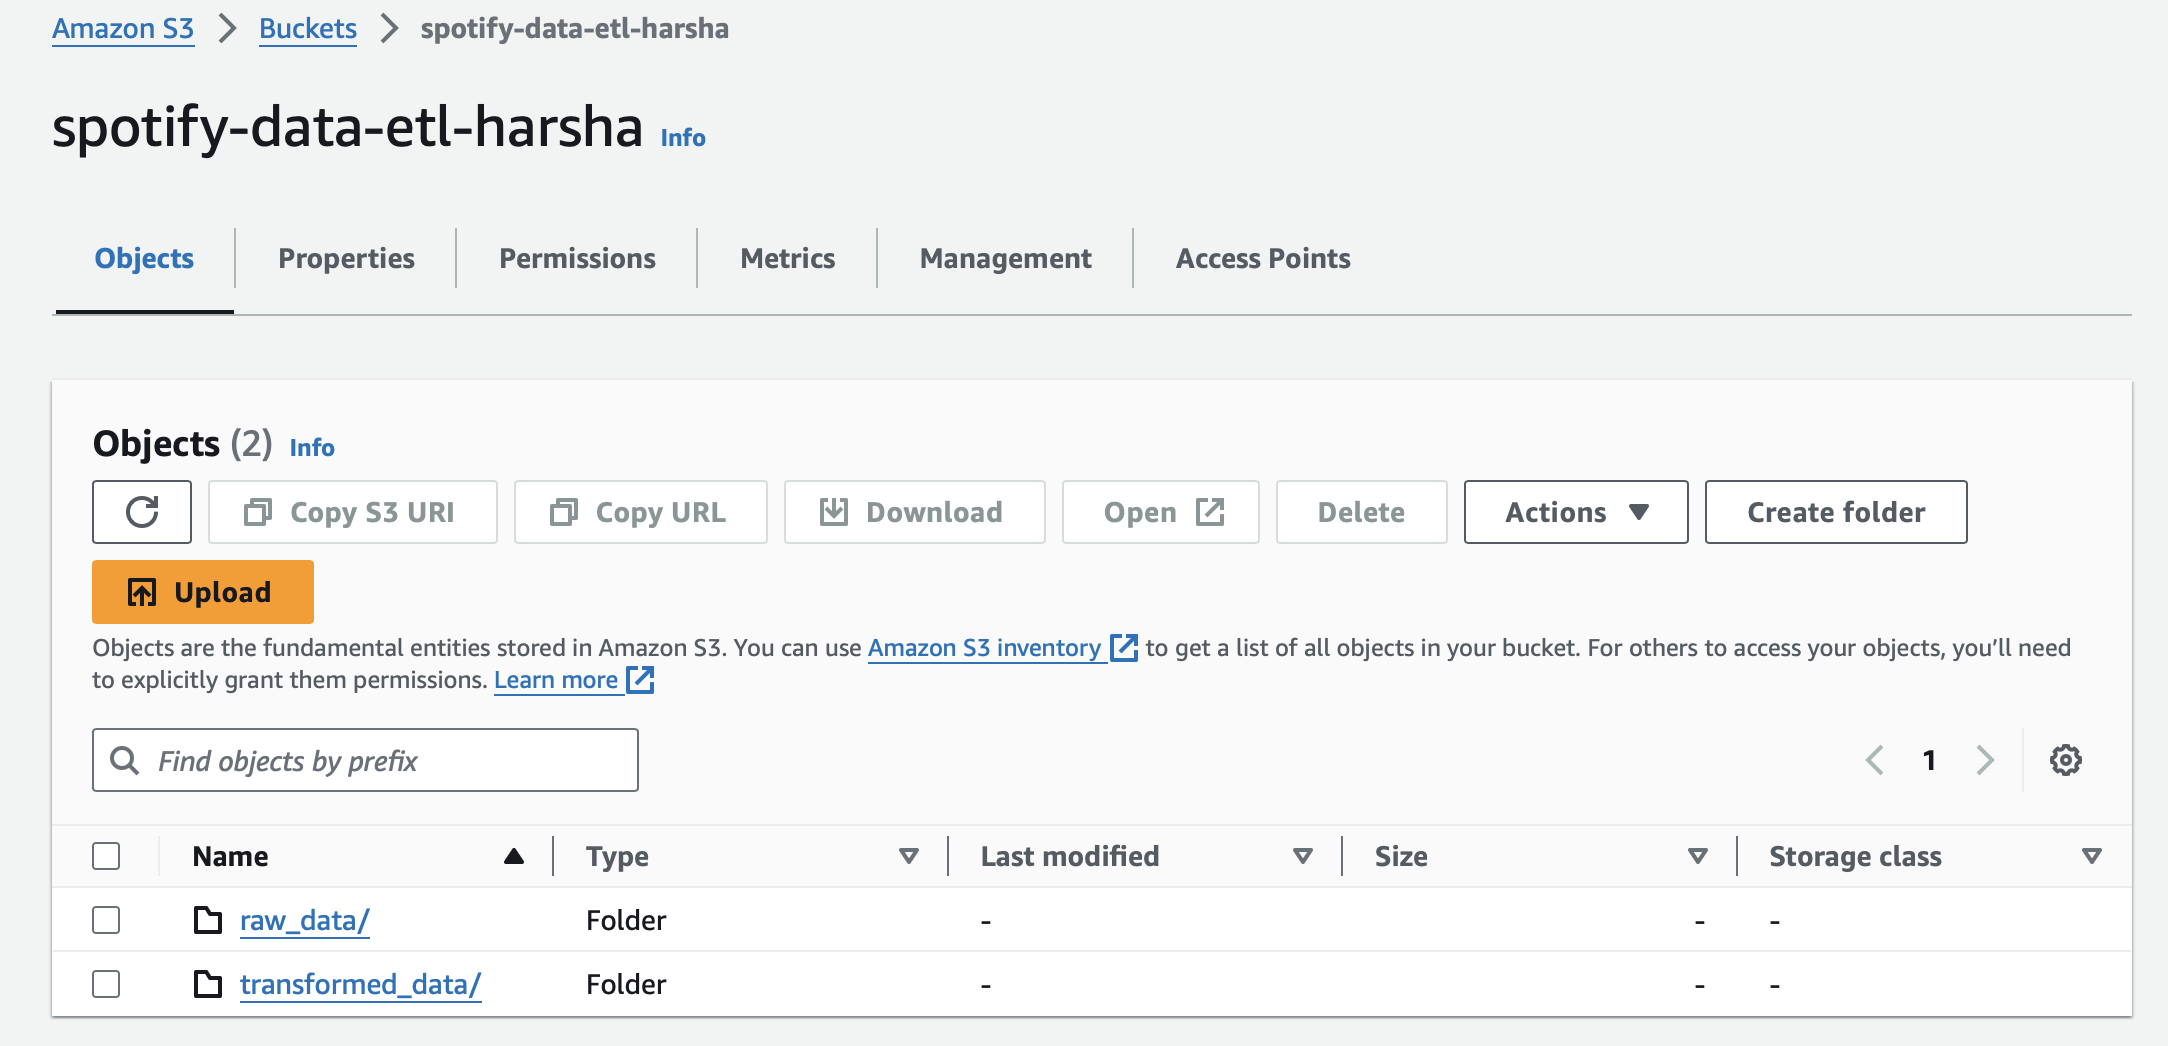 Amazon S3 Buckets spotify-data-etl-harsha
spotify-data-etl-harsha Info
Objects Properties Permissions Metrics Management Access Points
Objects (2) Info
Copy S3 URI Copy URL Download Open Delete Actions Create folder
Upload
Objects are the fundamental entities stored in Amazon S3. You can use Amazon S3 inventory to get a list of all objects in your bucket. For others to access your objects, you’ll need
to explicitly grant them permissions. Learn more
Find objects by prefix 1
Name Type Last modified Size Storage class
raw_data/ Folder - - -
transformed_data/ Folder - - -